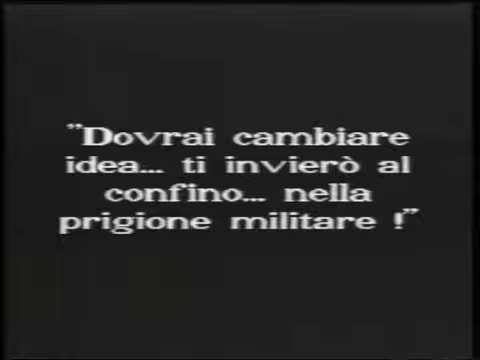 "Dovrai cambiare
idea... ti invierò al
confino... nella
prigione militare !"